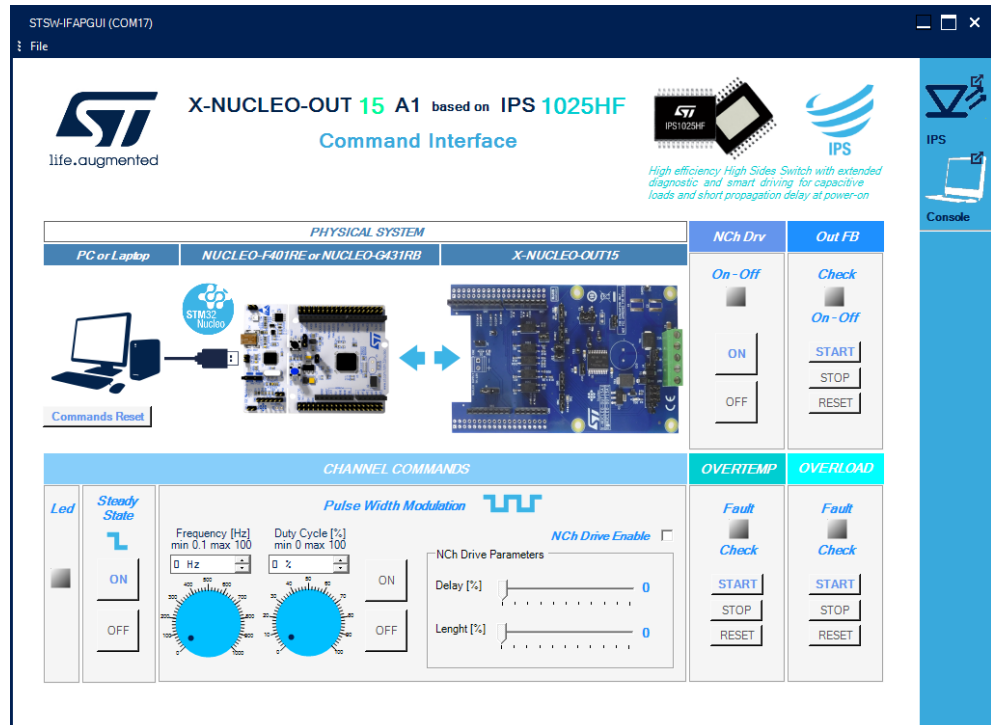 STSW-IFAPGUI (COM17)
File
X-NUCLEO-OUT 15 A1 based on IPS 1025HF
Command Interface
life.augmented
IPS1025HF
IPS
High efficiency High Sides Switch with extended
diagnostic and smart driving for capacitive
loads and short propagation delay at power-on
IPS
Console
PHYSICAL SYSTEM
PC or Laptop
NUCLEO-F401RE or NUCLEO-G431RB
X-NUCLEO-OUT15
STM32
Nucleo
Commands Reset
NCh Drv
On - Off
ON
OFF
Out FB
Check
On - Off
START
STOP
RESET
CHANNEL COMMANDS
Led
Steady
State
ON
OFF
Pulse Width Modulation
Frequency [Hz]
min 0.1 max 100
0 Hz
Duty Cycle [%]
min 0 max 100
0 %
ON
OFF
NCh Drive Enable
NCh Drive Parameters
Delay [%]
0
Lenght [%]
0
OVERTEMP
Fault
Check
START
STOP
RESET
OVERLOAD
Fault
Check
START
STOP
RESET